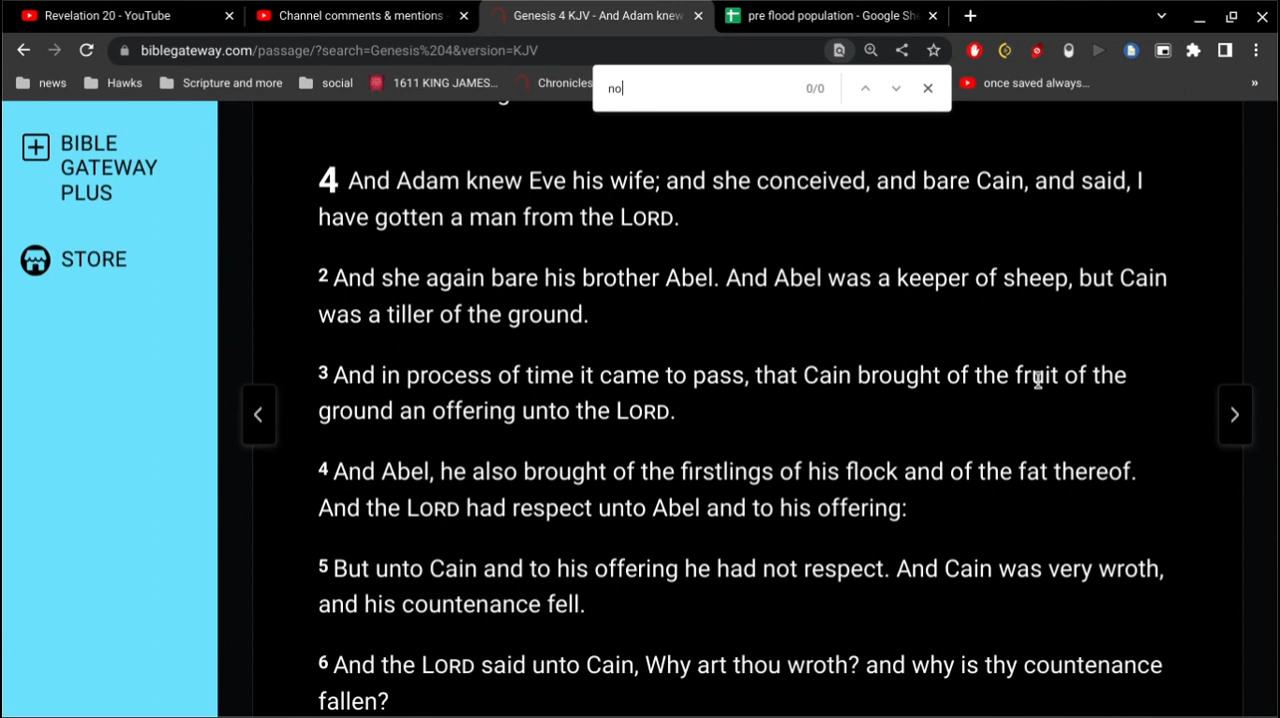 Revelation 20 - YouTube
Channel comments & mentions
Genesis 4 KJV - And Adam knew
pre flood population - Google She
biblegateway.com/passage/?search=Genesis%204&version=KJV
news
Hawks
Scripture and more
social
1611 KING JAMES...
Chronicles
no
0/0
once saved always...
»
BIBLE
GATEWAY
PLUS
STORE
4 And Adam knew Eve his wife; and she conceived, and bare Cain, and said, I
have gotten a man from the LORD.
2 And she again bare his brother Abel. And Abel was a keeper of sheep, but Cain
was a tiller of the ground.
3 And in process of time it came to pass, that Cain brought of the fruit of the
ground an offering unto the LORD.
4 And Abel, he also brought of the firstlings of his flock and of the fat thereof.
And the LORD had respect unto Abel and to his offering:
5 But unto Cain and to his offering he had not respect. And Cain was very wroth,
and his countenance fell.
6 And the LORD said unto Cain, Why art thou wroth? and why is thy countenance
fallen?